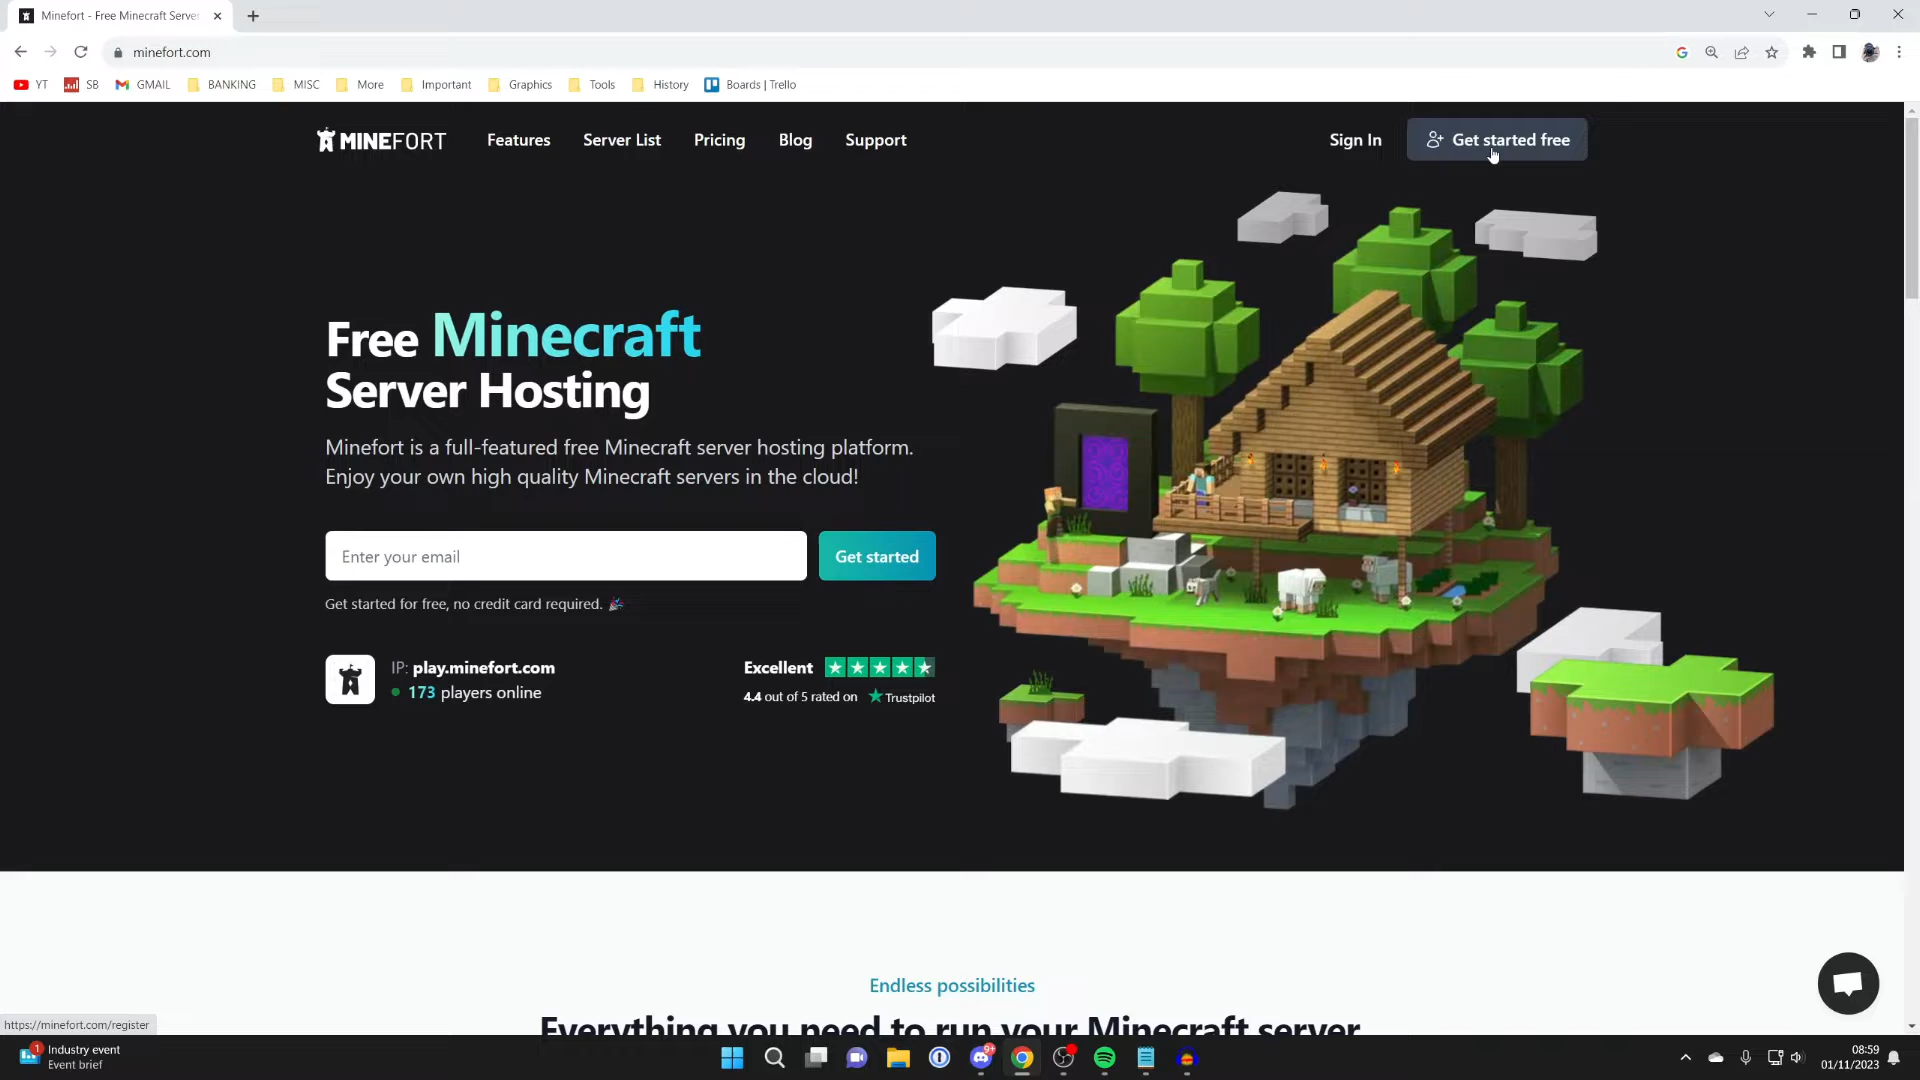 Minefort - Free Minecraft Server
minefort.com
YT
SB
GMAIL
BANKING
MISC
More
Important
Graphics
Tools
History
Boards | Trello
MINEFORT
Features
Server List
Pricing
Blog
Support
Sign In
Get started free
Free Minecraft
Server Hosting
Minefort is a full-featured free Minecraft server hosting platform.
Enjoy your own high quality Minecraft servers in the cloud!
Enter your email
Get started
Get started for free, no credit card required. 🎉
IP: play.minefort.com
173 players online
Excellent
4.4 out of 5 rated on Trustpilot
Endless possibilities
Everything you need to run your Minecraft server
https://minefort.com/register
1
Industry event
Event brief
9+
08:59
01/11/2023